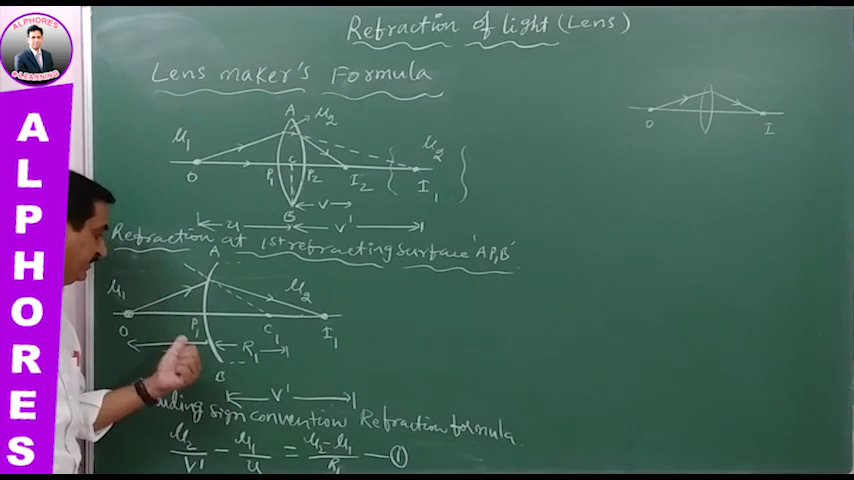 ALPHORES
e-LEARNING
ALPHORES
Refraction of light (Lens)
Lens maker's Formula
A
μ2
μ1
μ2
O
P1
C
P2
I2
I1
B
v
u
v'
O
I
Refraction at 1st refracting surface 'AP1B'
A
μ1
μ2
O
P1
C1
I1
R1
B
v'
sign convention Refraction formula.
μ2/v' - μ1/u = μ2-μ1/R1 — ①